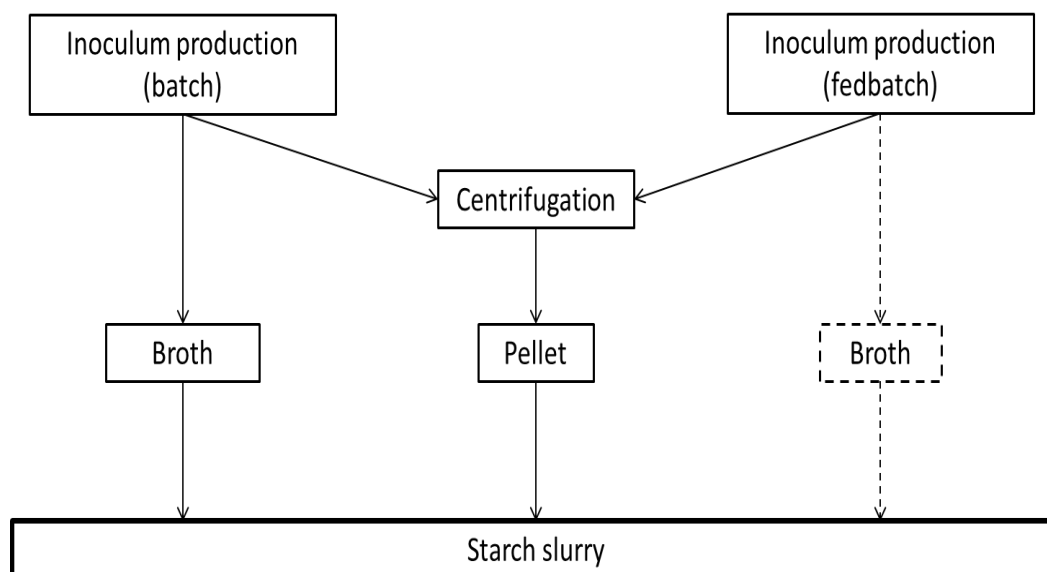 Inoculum production
(batch)
Inoculum production
(fedbatch)
Centrifugation
Broth
Pellet
Broth
Starch slurry